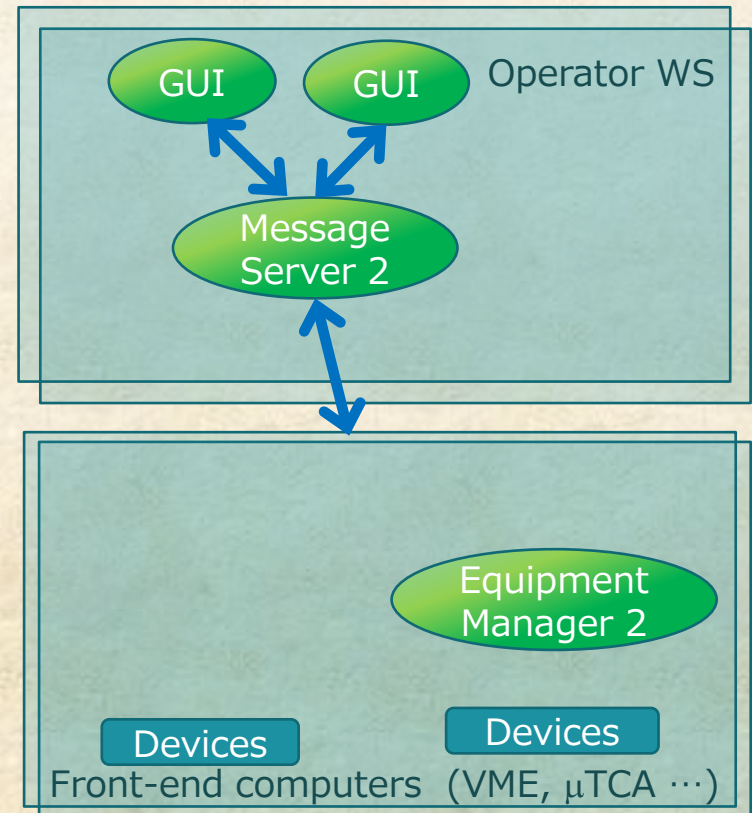 GUI
GUI
Operator WS
Message
Server 2
Equipment
Manager 2
Devices
Devices
Front-end computers (VME, μTCA ⋯)